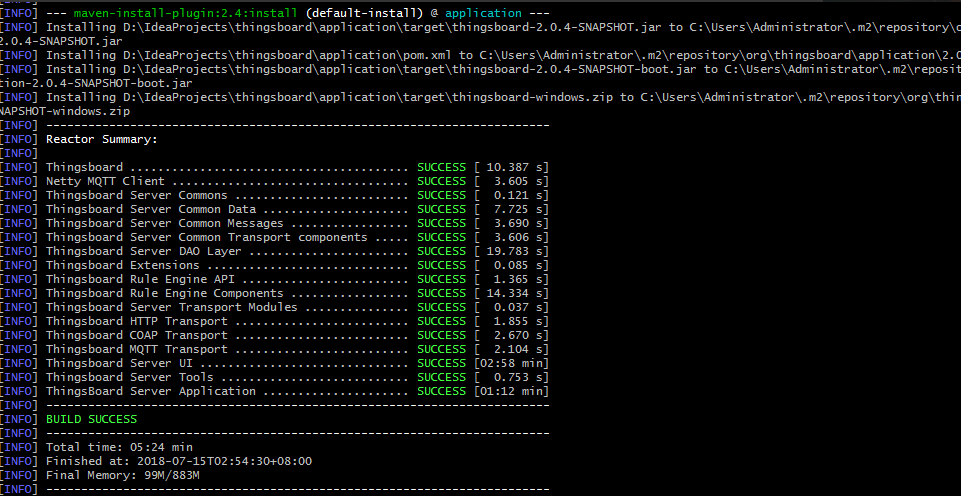 [INFO] --- maven-install-plugin:2.4:install (default-install) @ application ---
[INFO] Installing D:\IdeaProjects\thingsboard\application\target\thingsboard-2.0.4-SNAPSHOT.jar to C:\Users\Administrator\.m2\repository\o
2.0.4-SNAPSHOT.jar
[INFO] Installing D:\IdeaProjects\thingsboard\application\pom.xml to C:\Users\Administrator\.m2\repository\org\thingsboard\application\2.0
[INFO] Installing D:\IdeaProjects\thingsboard\application\target\thingsboard-2.0.4-SNAPSHOT-boot.jar to C:\Users\Administrator\.m2\reposit
tion-2.0.4-SNAPSHOT-boot.jar
[INFO] Installing D:\IdeaProjects\thingsboard\application\target\thingsboard-windows.zip to C:\Users\Administrator\.m2\repository\org\thin
NAPSHOT-windows.zip
[INFO] ------------------------------------------------------------------------
[INFO] Reactor Summary:
[INFO]
[INFO] Thingsboard ........................................ SUCCESS [ 10.387 s]
[INFO] Netty MQTT Client .................................. SUCCESS [  3.605 s]
[INFO] Thingsboard Server Commons ......................... SUCCESS [  0.121 s]
[INFO] Thingsboard Server Common Data ..................... SUCCESS [  7.725 s]
[INFO] Thingsboard Server Common Messages ................. SUCCESS [  3.690 s]
[INFO] Thingsboard Server Common Transport components ..... SUCCESS [  3.606 s]
[INFO] Thingsboard Server DAO Layer ....................... SUCCESS [ 19.783 s]
[INFO] Thingsboard Extensions ............................. SUCCESS [  0.085 s]
[INFO] Thingsboard Rule Engine API ........................ SUCCESS [  1.365 s]
[INFO] Thingsboard Rule Engine Components ................. SUCCESS [ 14.334 s]
[INFO] Thingsboard Server Transport Modules ............... SUCCESS [  0.037 s]
[INFO] Thingsboard HTTP Transport ......................... SUCCESS [  1.855 s]
[INFO] Thingsboard COAP Transport ......................... SUCCESS [  2.670 s]
[INFO] Thingsboard MQTT Transport ......................... SUCCESS [  2.104 s]
[INFO] Thingsboard Server UI .............................. SUCCESS [02:58 min]
[INFO] Thingsboard Server Tools ........................... SUCCESS [  0.753 s]
[INFO] ThingsBoard Server Application ..................... SUCCESS [01:12 min]
[INFO] ------------------------------------------------------------------------
[INFO] BUILD SUCCESS
[INFO] ------------------------------------------------------------------------
[INFO] Total time: 05:24 min
[INFO] Finished at: 2018-07-15T02:54:30+08:00
[INFO] Final Memory: 99M/883M
[INFO] ------------------------------------------------------------------------